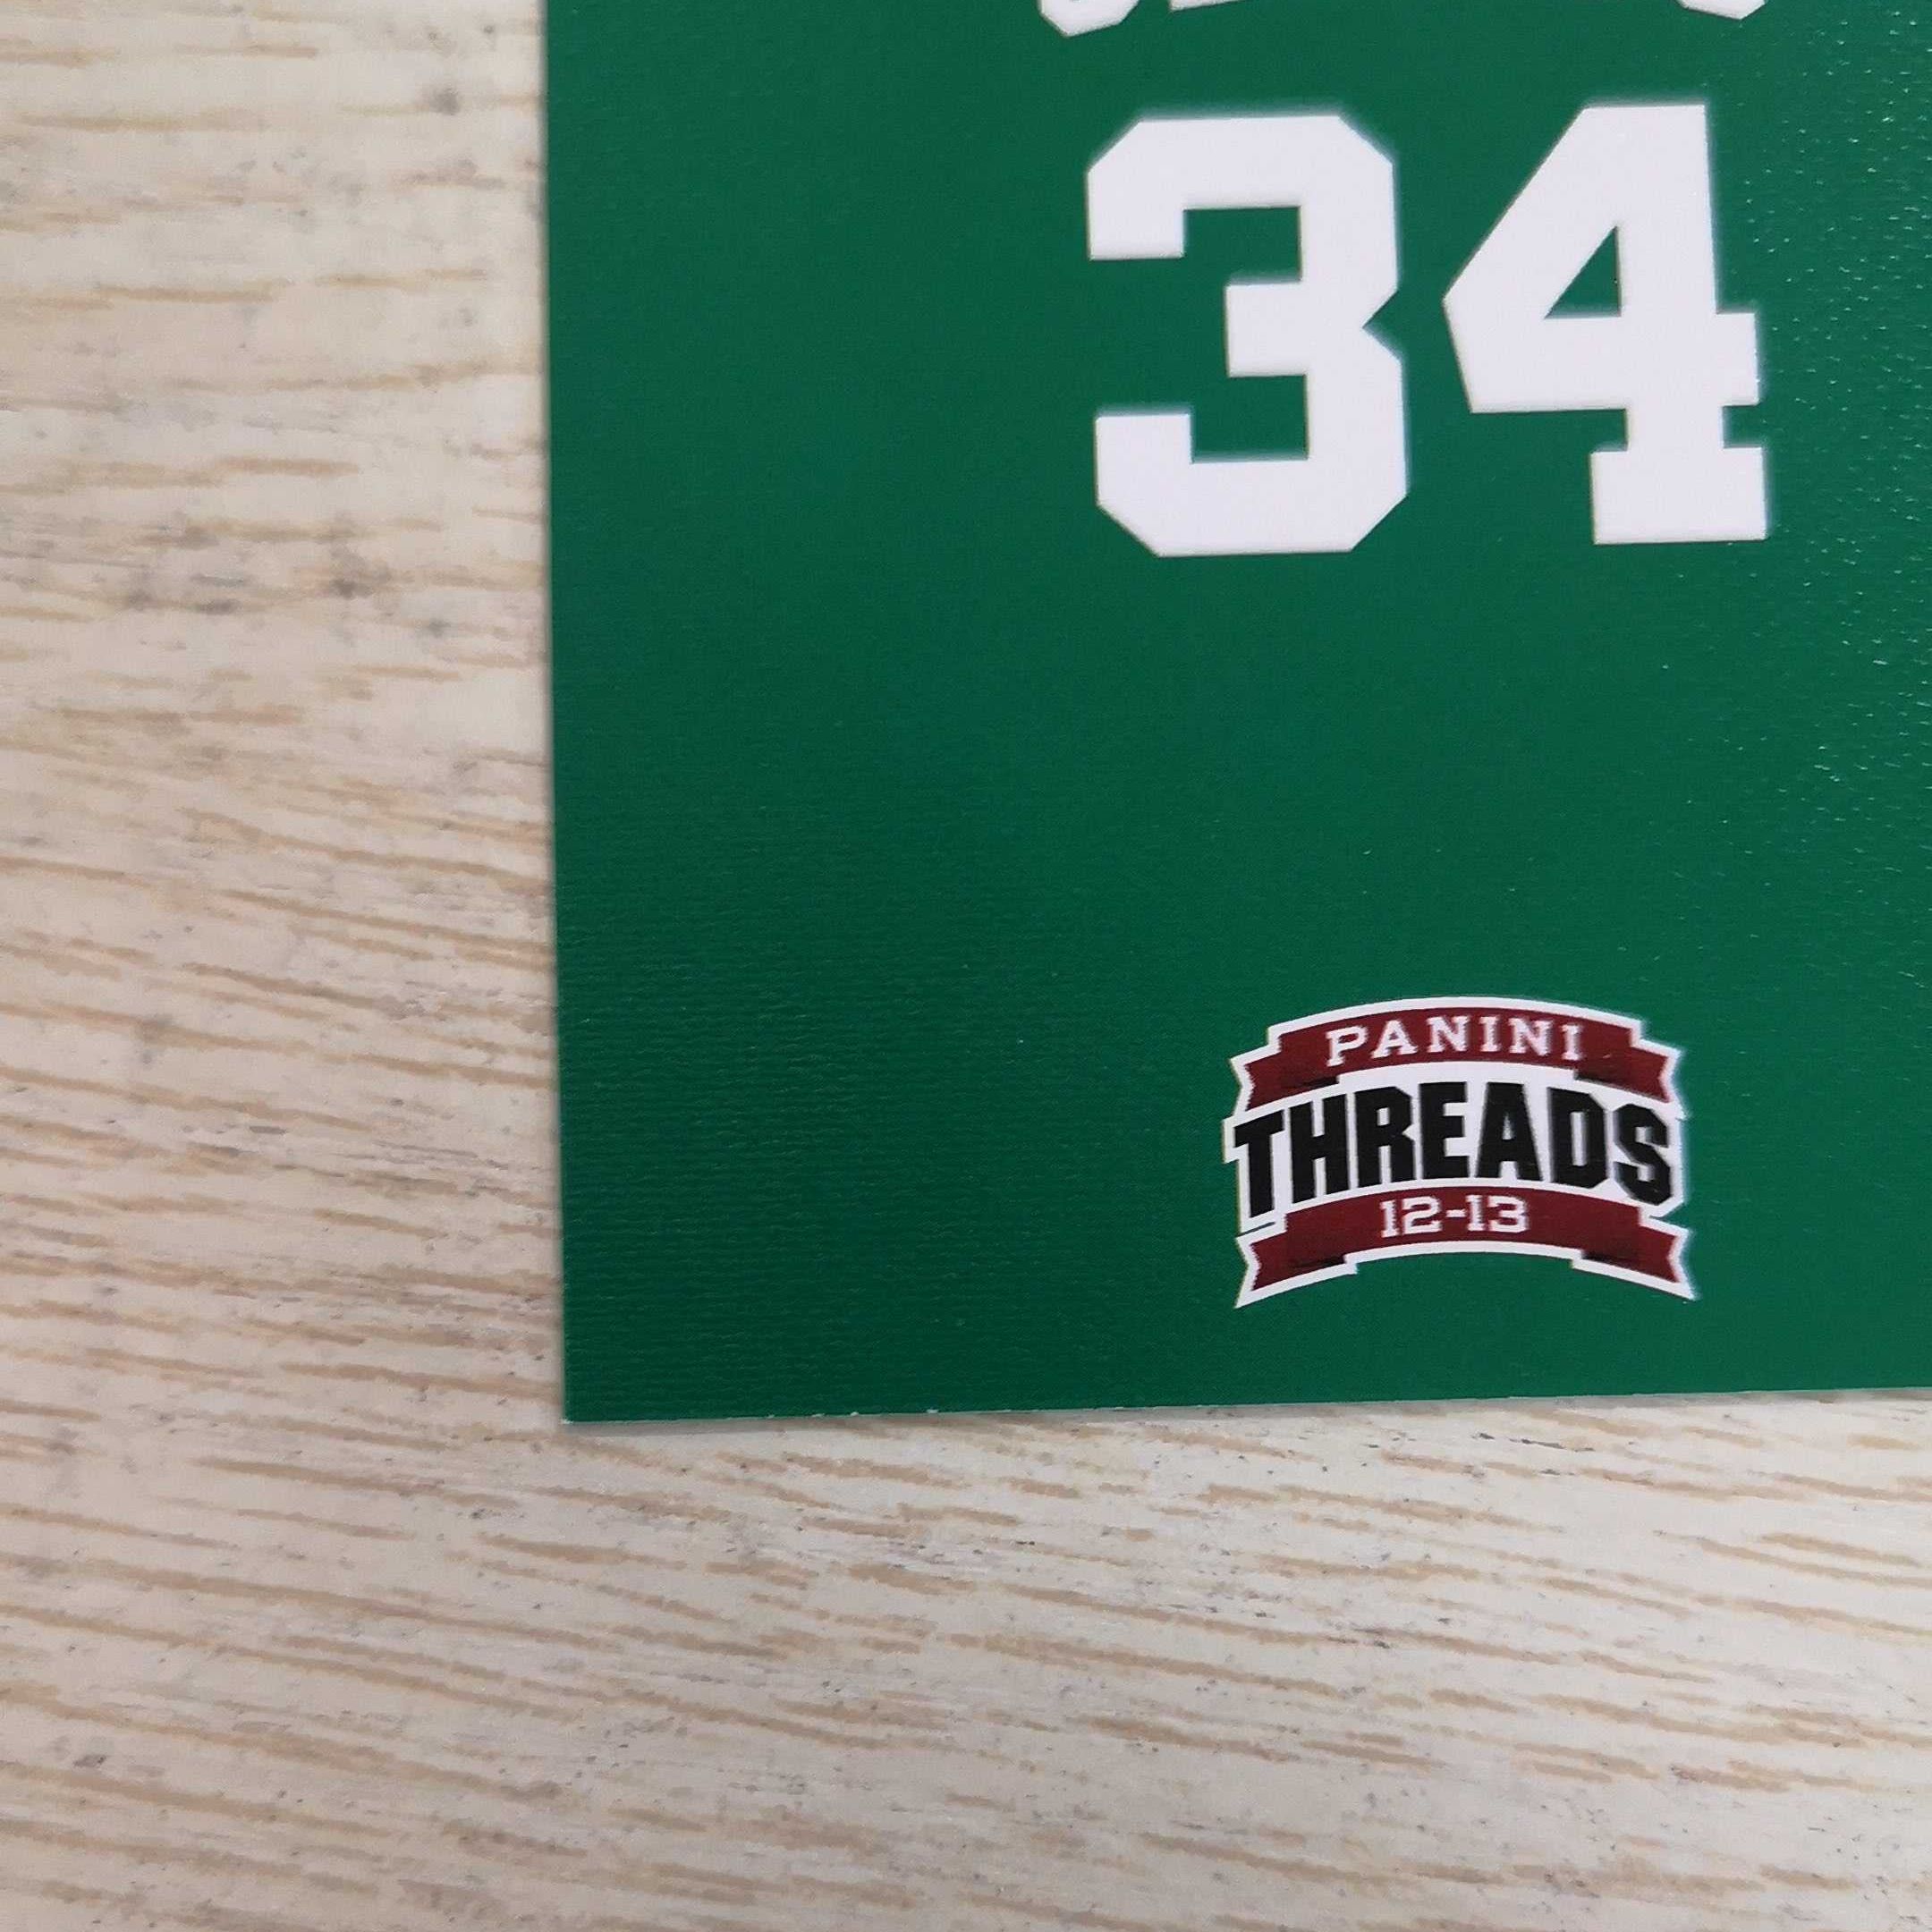 34
PANINI
THREADS
12-13